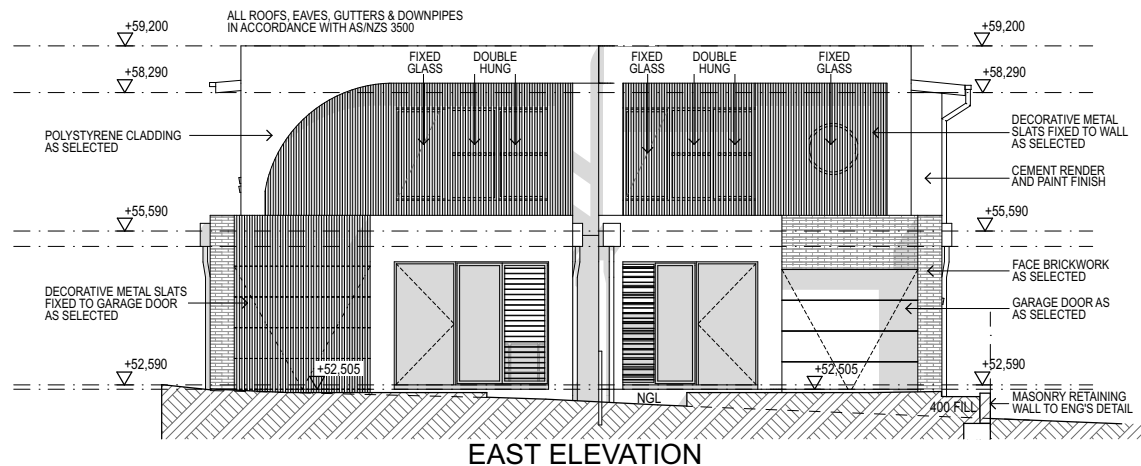 ALL ROOFS, EAVES, GUTTERS & DOWNPIPES
IN ACCORDANCE WITH AS/NZS 3500
+59,200
+59,200
FIXED
GLASS
DOUBLE
HUNG
FIXED
GLASS
DOUBLE
HUNG
FIXED
GLASS
+58,290
+58,290
POLYSTYRENE CLADDING
AS SELECTED
DECORATIVE METAL
SLATS FIXED TO WALL
AS SELECTED
CEMENT RENDER
AND PAINT FINISH
+55,590
+55,590
DECORATIVE METAL SLATS
FIXED TO GARAGE DOOR
AS SELECTED
FACE BRICKWORK
AS SELECTED
GARAGE DOOR AS
SELECTED
+52,590
+52,505
+52,505
+52,590
NGL
400 FILL
MASONRY RETAINING
WALL TO ENG'S DETAIL
EAST ELEVATION